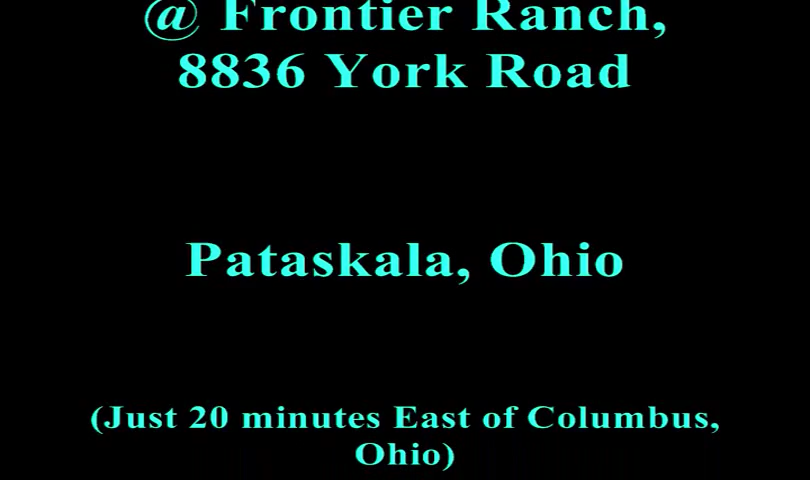 @ Frontier Ranch,
8836 York Road
Pataskala, Ohio
(Just 20 minutes East of Columbus,
Ohio)